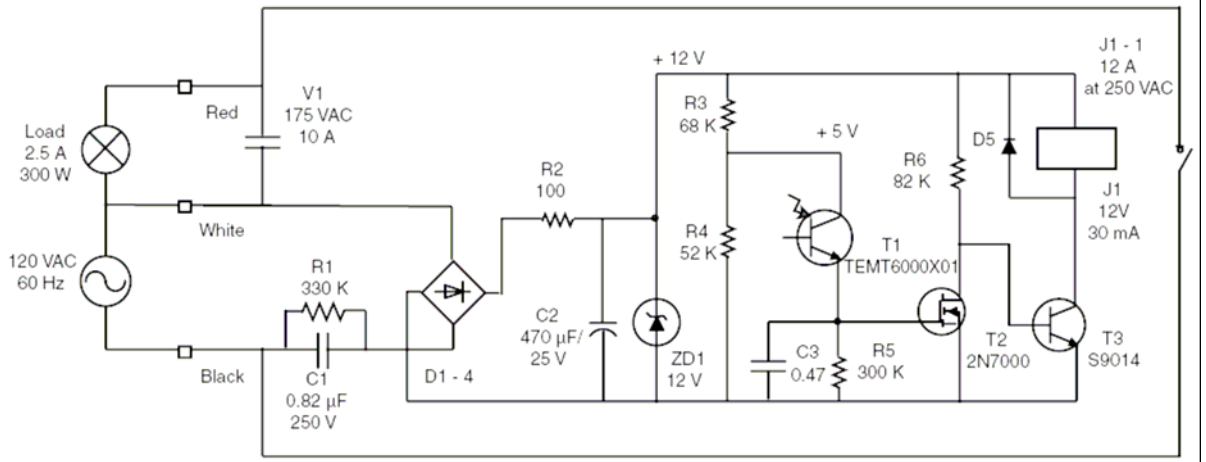 J1 - 1
12 A
at 250 VAC
+ 12 V
V1
175 VAC
10 A
Red
Load
2.5 A
300 W
R3
68 K
+ 5 V
D5
R6
82 K
R2
100
J1
12V
30 mA
White
R4
52 K
T1
TEMT6000X01
120 VAC
60 Hz
R1
330 K
C2
470 µF/
25 V
ZD1
12 V
C3
0.47
R5
300 K
T2
2N7000
T3
S9014
Black
C1
0.82 µF
250 V
D1 - 4